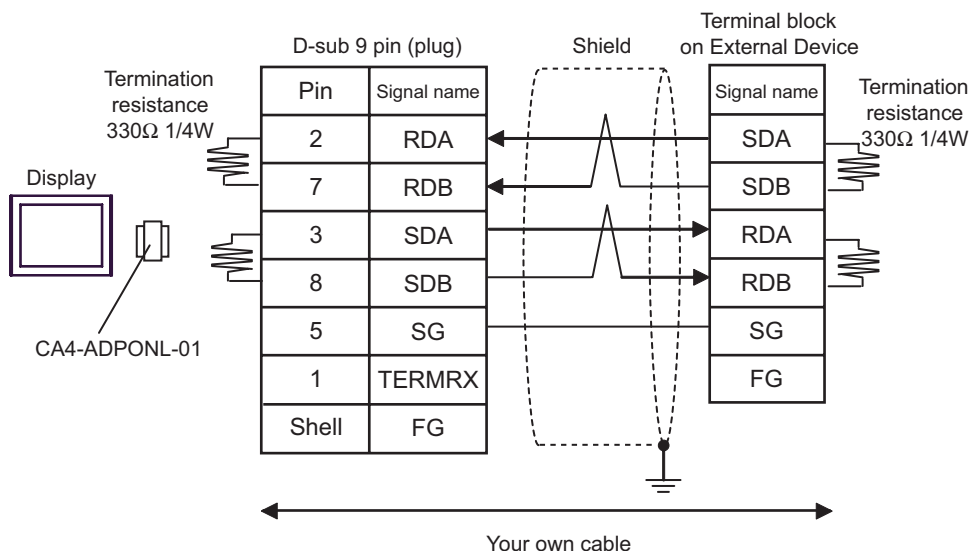 Terminal block
on External Device
D-sub 9 pin (plug)
Shield
Termination
resistance
330Ω 1/4W
Pin Signal name
Signal name
Termination
resistance
330Ω 1/4W
2 RDA
SDA
7 RDB
SDB
Display
3 SDA
RDA
8 SDB
RDB
5 SG
SG
CA4-ADPONL-01
1 TERMRX
FG
Shell FG
Your own cable